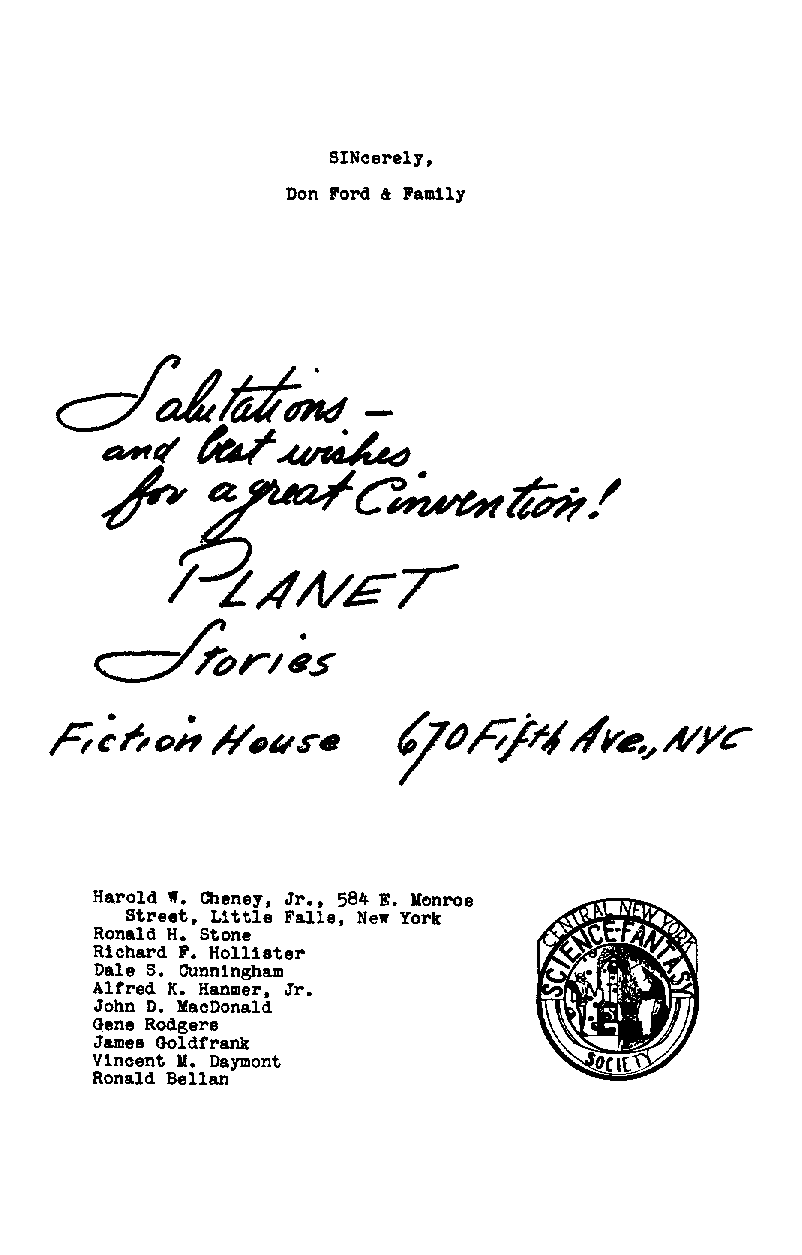 SINcerely,
Don Ford & Family
Salutations —
and best wishes
for a great Cinvention!
PLANET
Stories
Fiction House 670 Fifth Ave., NYC
Harold W. Cheney, Jr., 584 E. Monroe
Street, Little Falls, New York
Ronald H. Stone
Richard F. Hollister
Dale S. Cunningham
Alfred K. Hanmer, Jr.
John D. MacDonald
Gene Rodgers
James Goldfrank
Vincent M. Daymont
Ronald Bellan
CENTRAL NEW YORK
SCIENCE-FANTASY
SOCIETY